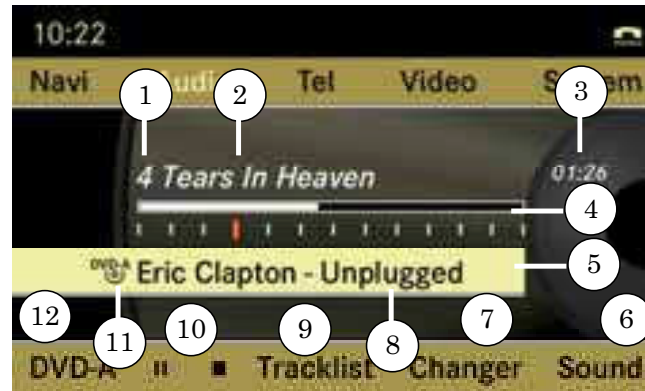 10:22
Navi Tel Video
1 2 3
4 Tears In Heaven 01:26
4
DVD-A Eric Clapton - Unplugged 5
12 11 10 9 8 7 6
DVD-A Tracklist Changer Sound